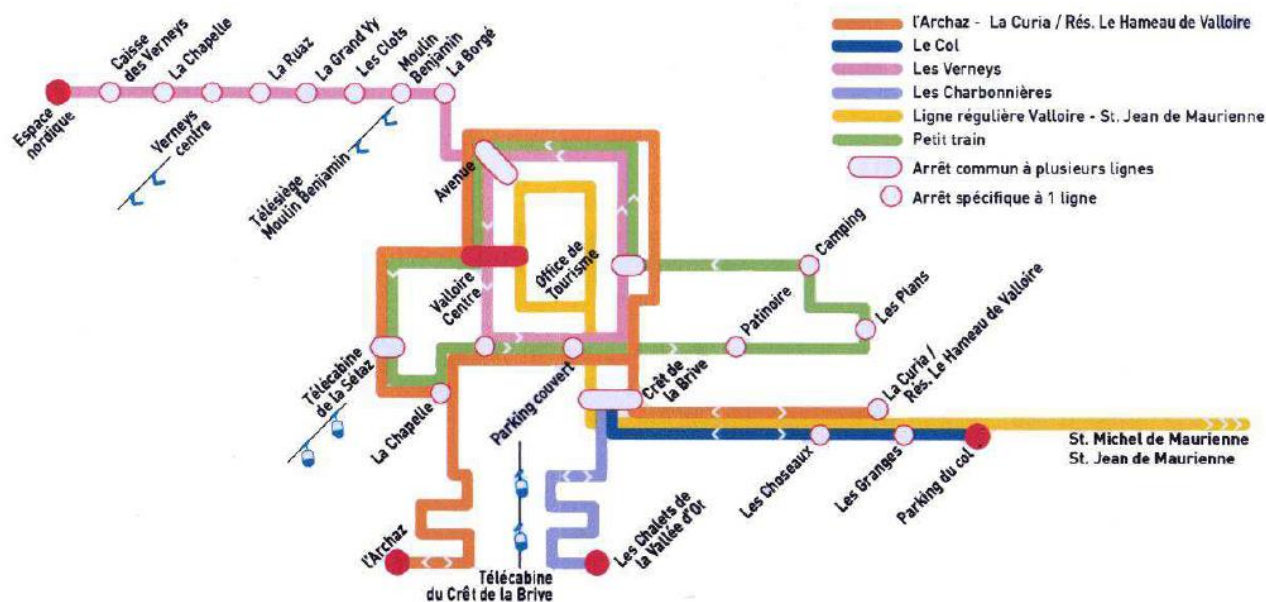 l'Archaz - La Curia / Rés. Le Hameau de Valloire
Le Col
Les Verneys
Les Charbonnières
Ligne régulière Valloire - St. Jean de Maurienne
Petit train
Arrêt commun à plusieurs lignes
Arrêt spécifique à 1 ligne
Espace
nordique
Caisse
des Verneys
La Chapelle
Verneys
centre
La Ruaz
La Grand Vy
Les Clots
Moulin
Benjamin
La Borgé
Télésiège
Moulin Benjamin
Avenue
Valloire
Centre
Office de
Tourisme
Camping
Les Plans
Patinoire
Télécabine
de la Sétaz
La Chapelle
Parking couvert
Crêt de
la Brive
La Curia /
Rés. Le Hameau de Valloire
St. Michel de Maurienne
St. Jean de Maurienne
Les Choseaux
Les Granges
Parking du col
l'Archaz
Télécabine
du Crêt de la Brive
Les Chalets de
la Vallée d'Or